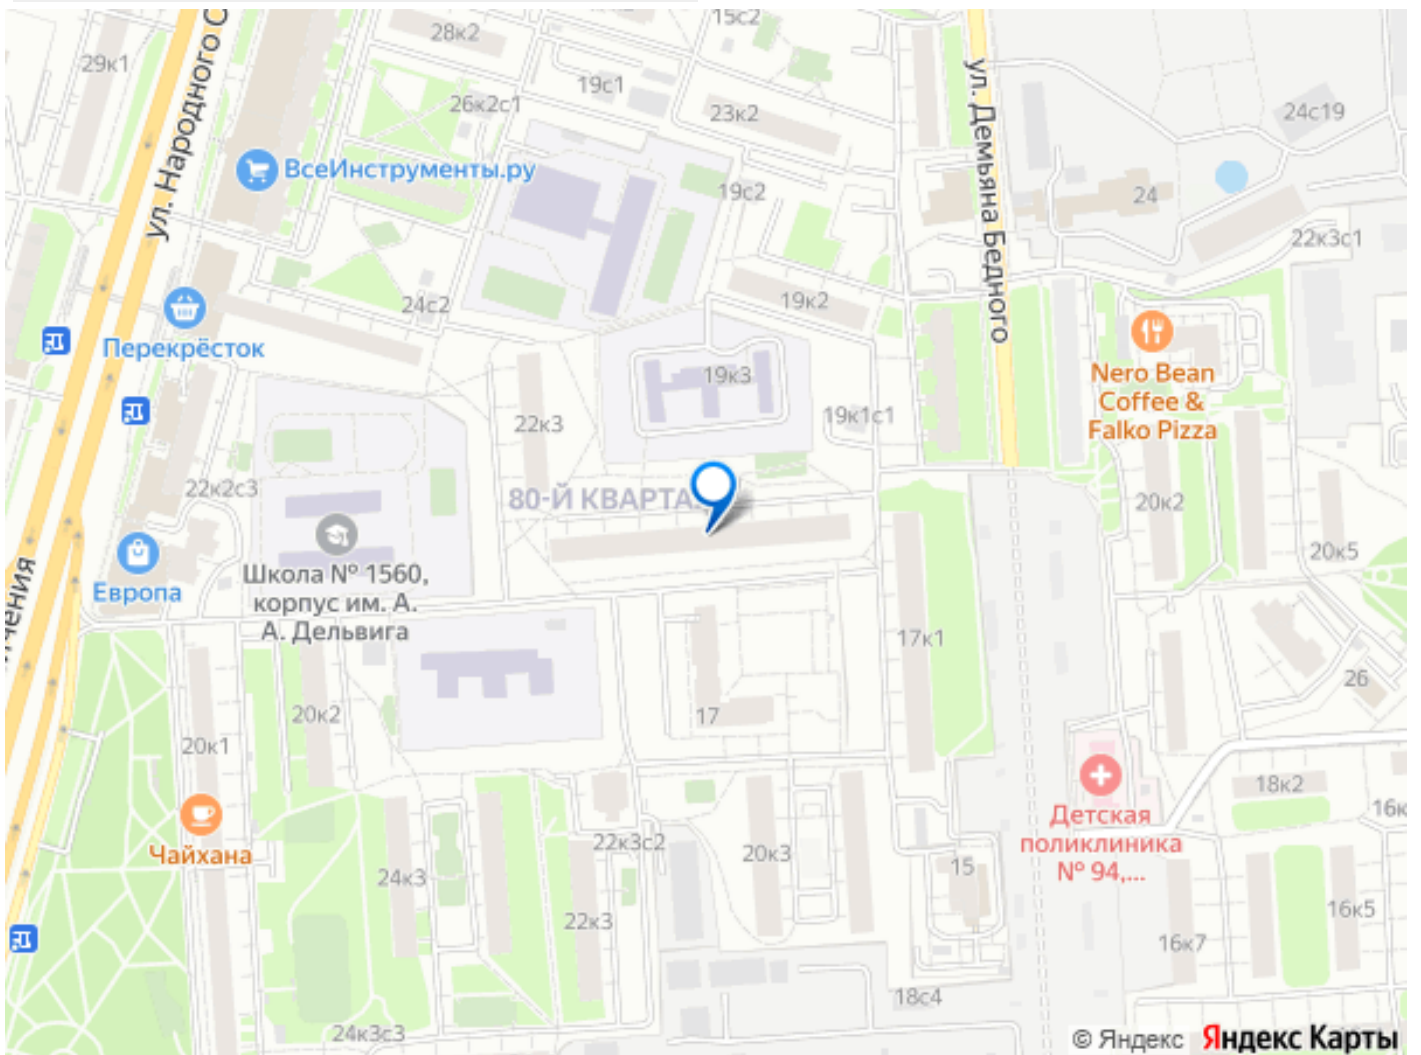 15с2
28к2
ул. Народного О
29к1
19с1
26к2с1
23к2
ул. Демьяна Бедного
24с19
ВсеИнструменты.ру
19с2
24
22к3с1
24с2
19к2
Перекрёсток
19к3
Nero Bean
Coffee &
Falko Pizza
22к3
19к1с1
22к2с3
80-Й КВАРТА
20к2
20к5
Школа № 1560,
корпус им. А.
А. Дельвига
Европа
чения
17к1
26
20к2
17
20к1
18к2
16к
Детская
поликлиника
№ 94,...
Чайхана
22к3с2
20к3
24к3
15
22к3
16к5
16к7
18с4
24к3с3
© Яндекс Яндекс Карты